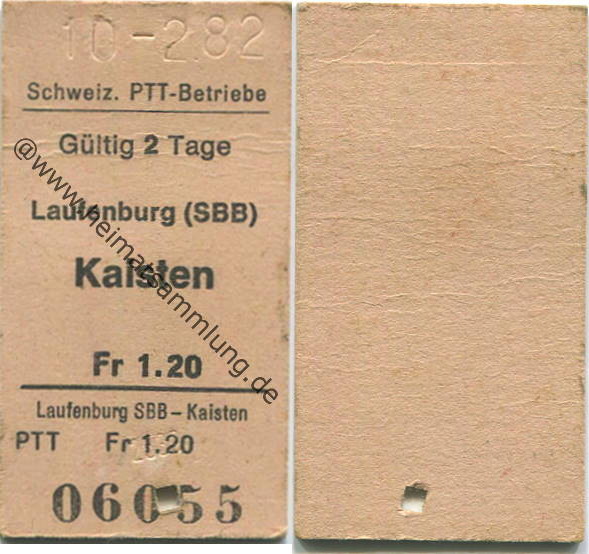 10-2.82
Schweiz. PTT-Betriebe
Gültig 2 Tage
Laufenburg (SBB)
Kaisten
Fr 1.20
Laufenburg SBB – Kaisten
PTT Fr 1.20
06055
@www.heimatsammlung.de